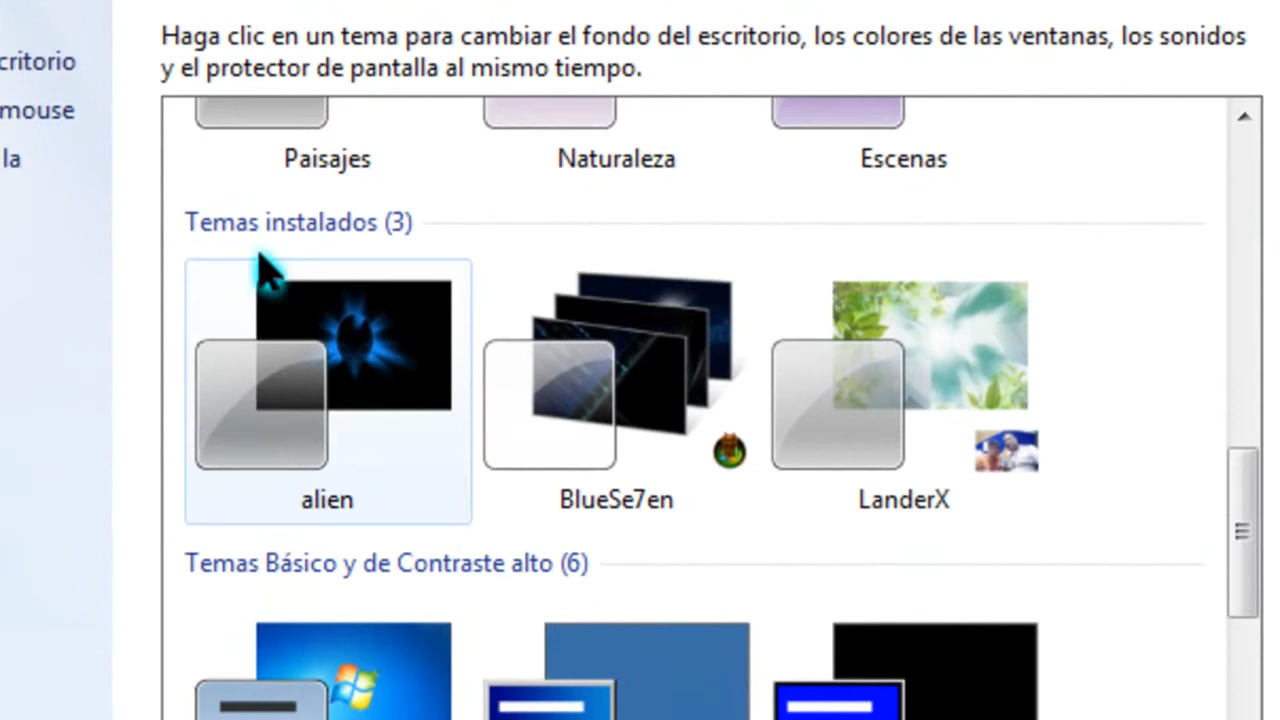 Haga clic en un tema para cambiar el fondo del escritorio, los colores de las ventanas, los sonidos
y el protector de pantalla al mismo tiempo.
critorio
mouse
la
Paisajes
Naturaleza
Escenas
Temas instalados (3)
alien
BlueSe7en
LanderX
Temas Básico y de Contraste alto (6)